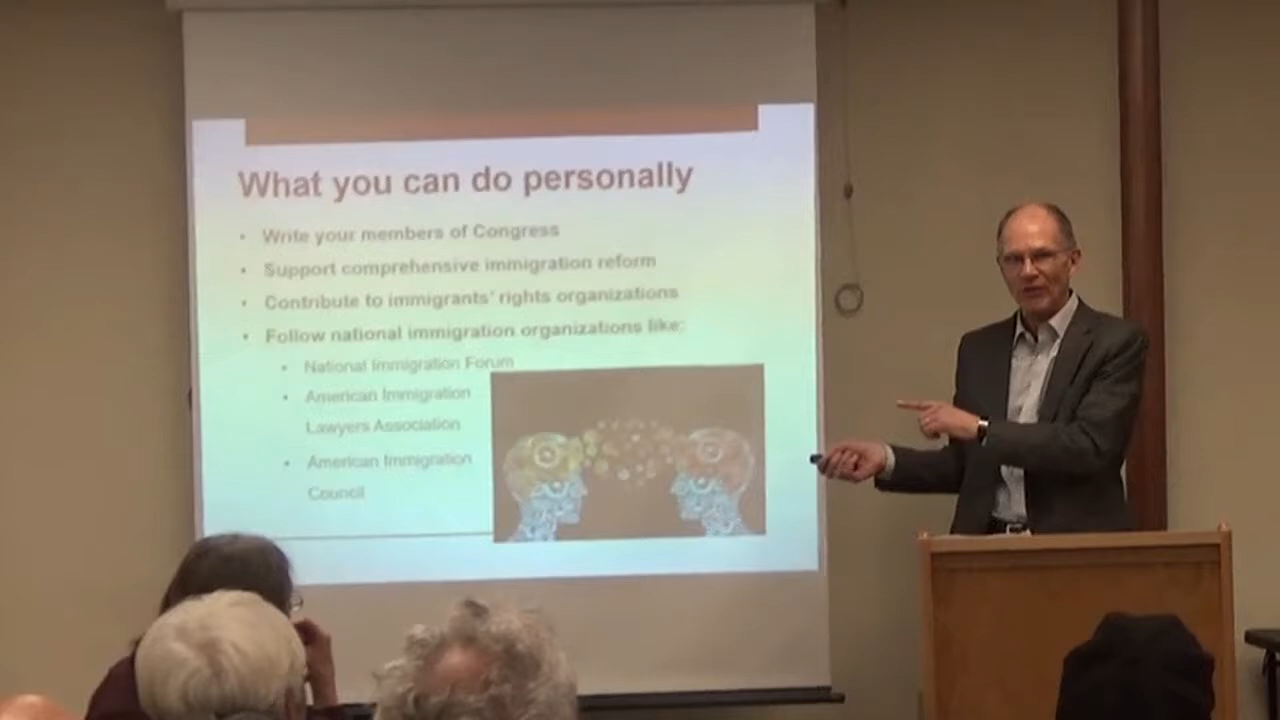 What you can do personally
• Write your members of Congress
• Support comprehensive immigration reform
• Contribute to immigrants' rights organizations
• Follow national immigration organizations like:
• National Immigration Forum
• American Immigration
Lawyers Association
• American Immigration
Council